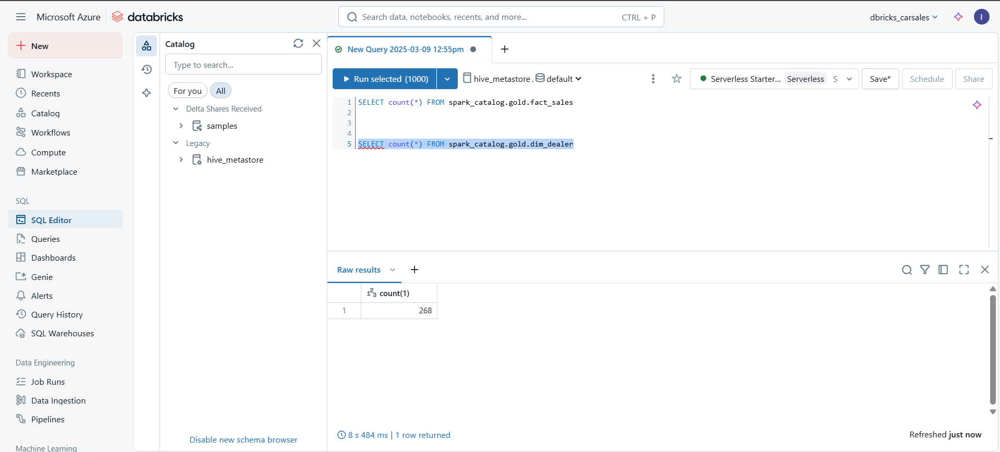 Microsoft Azure databricks
Search data, notebooks, recents, and more... CTRL + P
dbricks_carsales
I
New
Workspace
Recents
Catalog
Workflows
Compute
Marketplace
SQL
SQL Editor
Queries
Dashboards
Genie
Alerts
Query History
SQL Warehouses
Data Engineering
Job Runs
Data Ingestion
Pipelines
Machine Learning
Catalog
Type to search...
For you All
Delta Shares Received
samples
Legacy
hive_metastore
Disable new schema browser
New Query 2025-03-09 12:55pm
Run selected (1000) hive_metastore . default
Serverless Starter... Serverless S Save* Schedule Share
1 SELECT count(*) FROM spark_catalog.gold.fact_sales
2
3
4
5 SELECT count(*) FROM spark_catalog.gold.dim_dealer
Raw results
123 count(1)
1 268
8 s 484 ms | 1 row returned
Refreshed just now